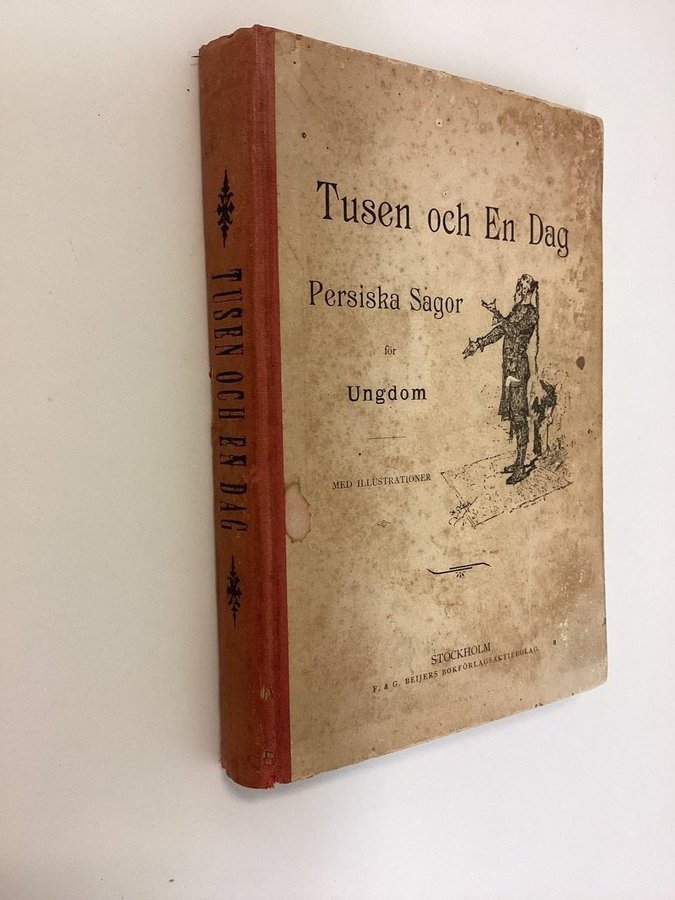 TUSEN OCH EN DAG
Tusen och En Dag
Persiska Sagor
för
Ungdom
MED ILLUSTRATIONER
STOCKHOLM
F. & G. BEIJERS BOKFÖRLAGSAKTIEBOLAG.